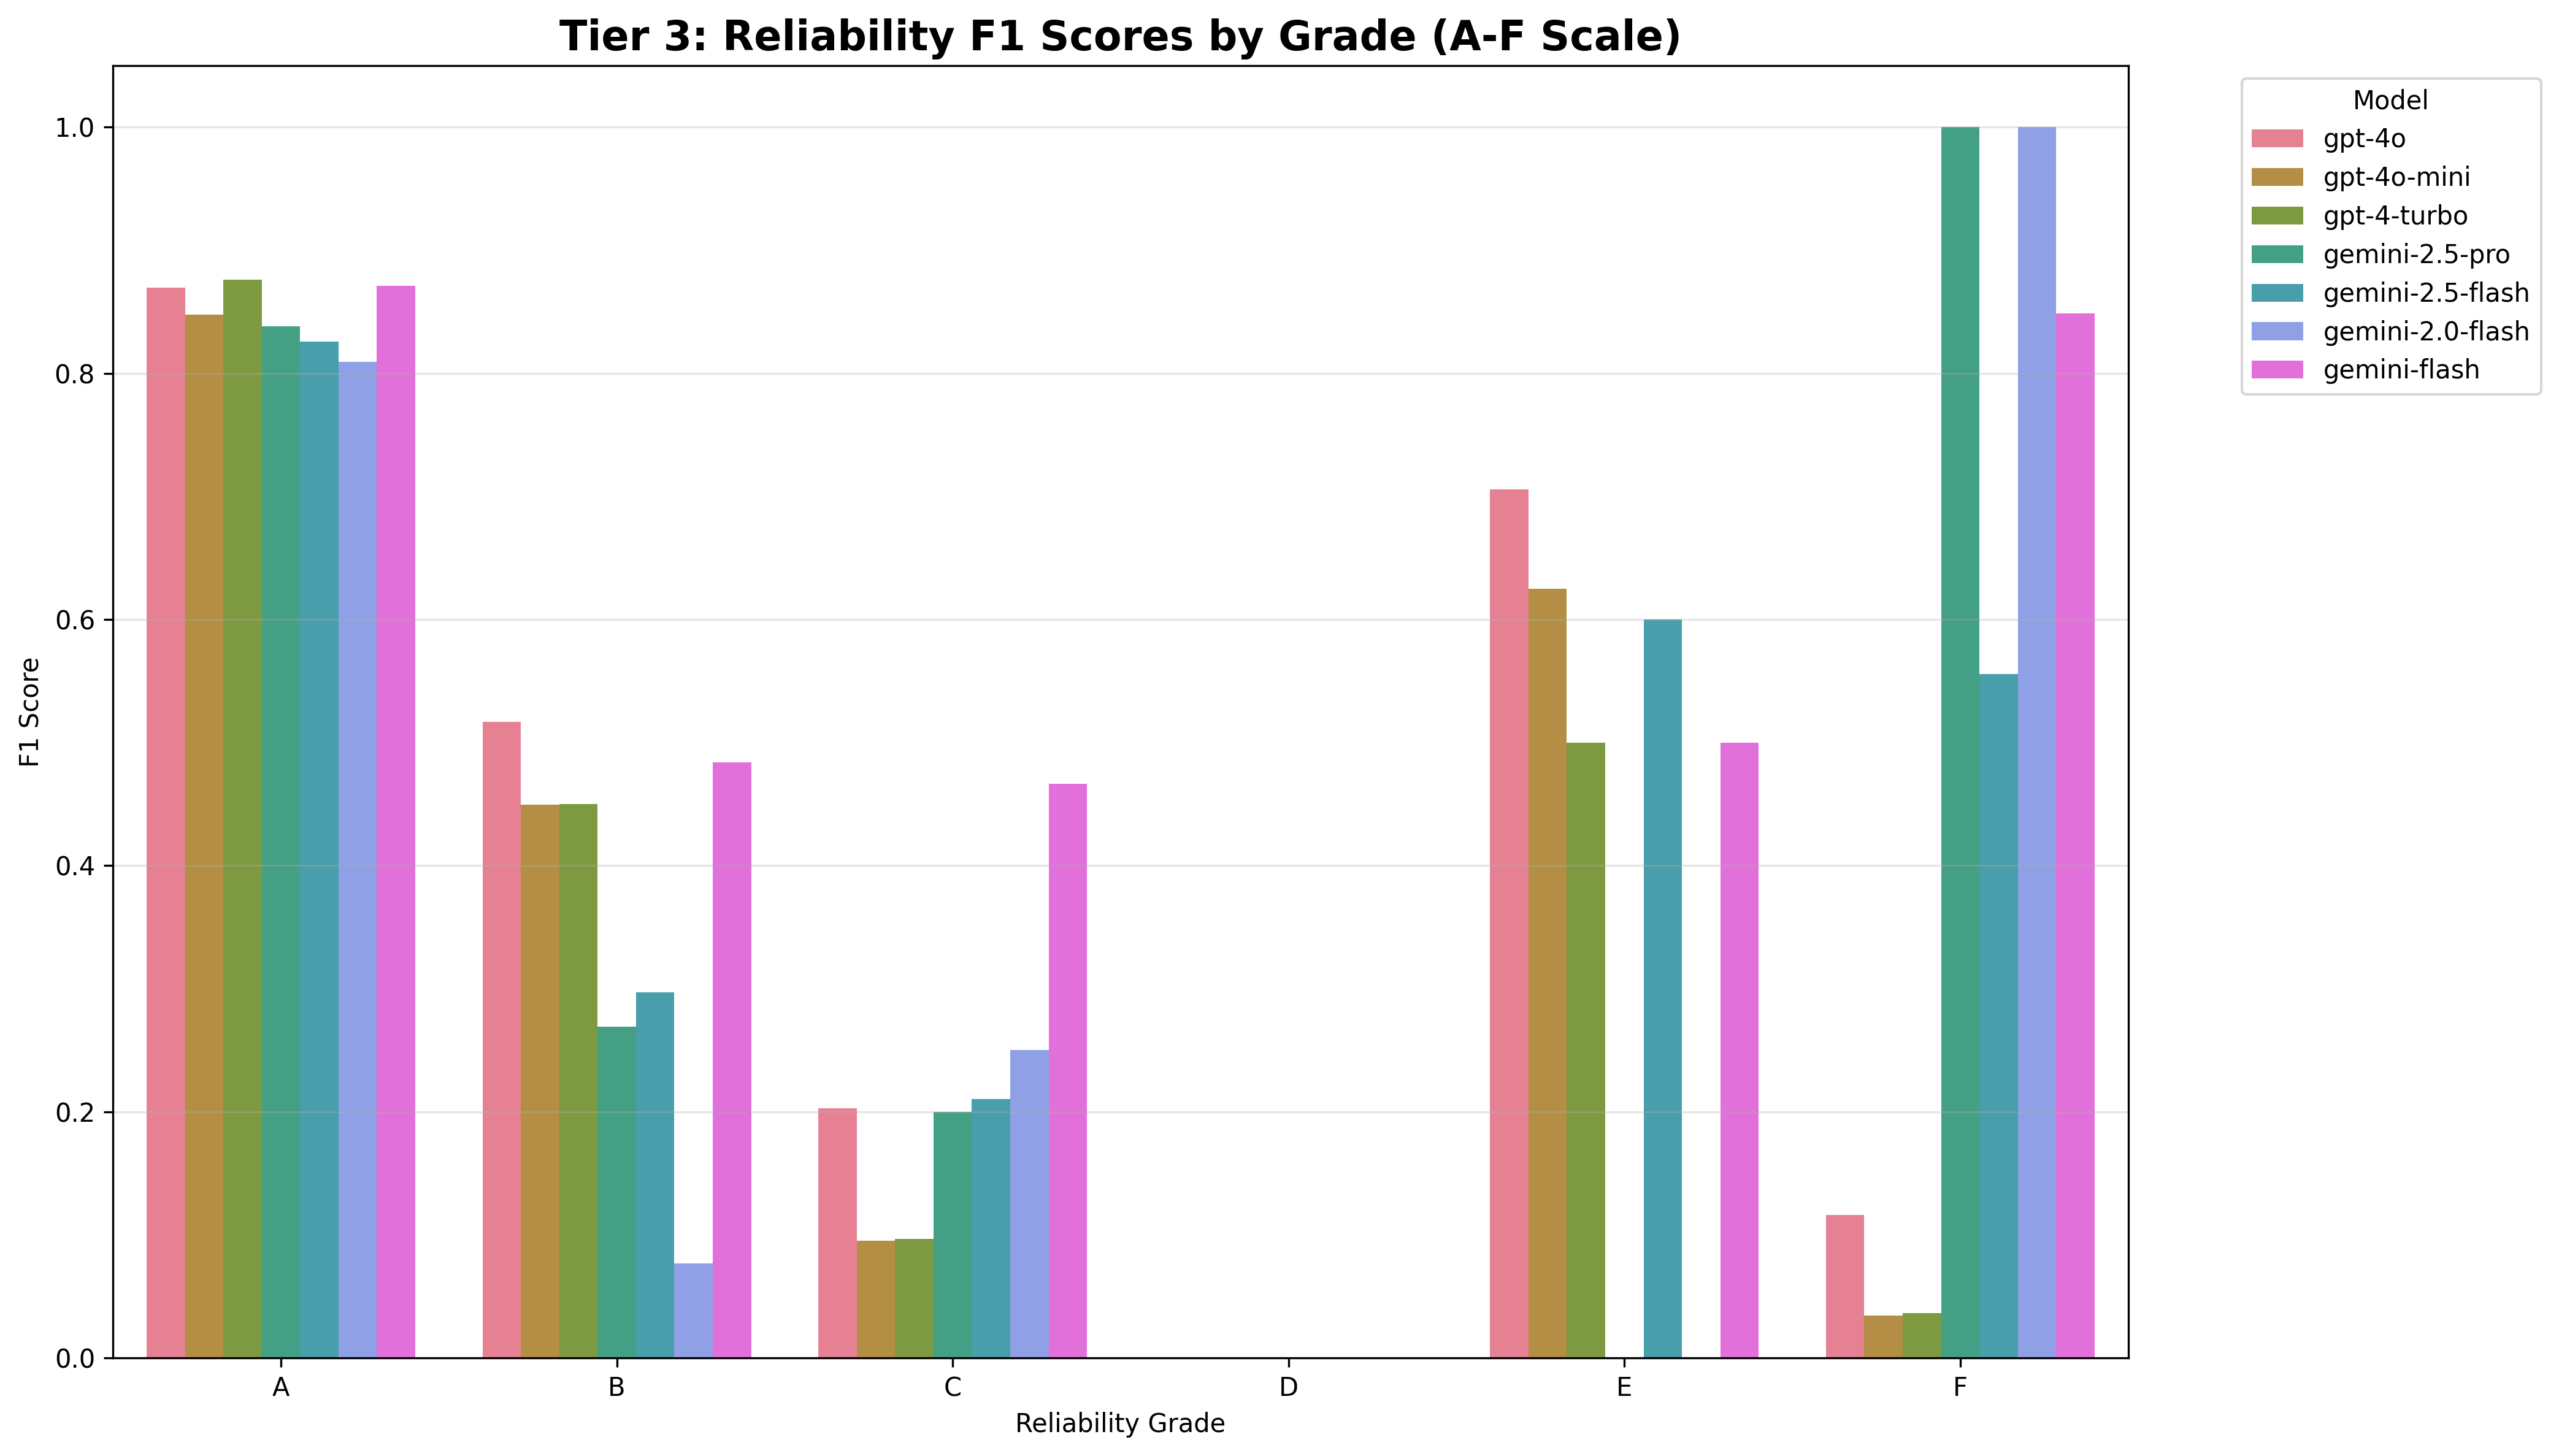 Tier 3: Reliability F1 Scores by Grade (A-F Scale)
1.0
0.8
0.6
0.4
0.2
0.0
F1 Score
A
B
C
D
E
F
Reliability Grade
Model
gpt-4o
gpt-4o-mini
gpt-4-turbo
gemini-2.5-pro
gemini-2.5-flash
gemini-2.0-flash
gemini-flash